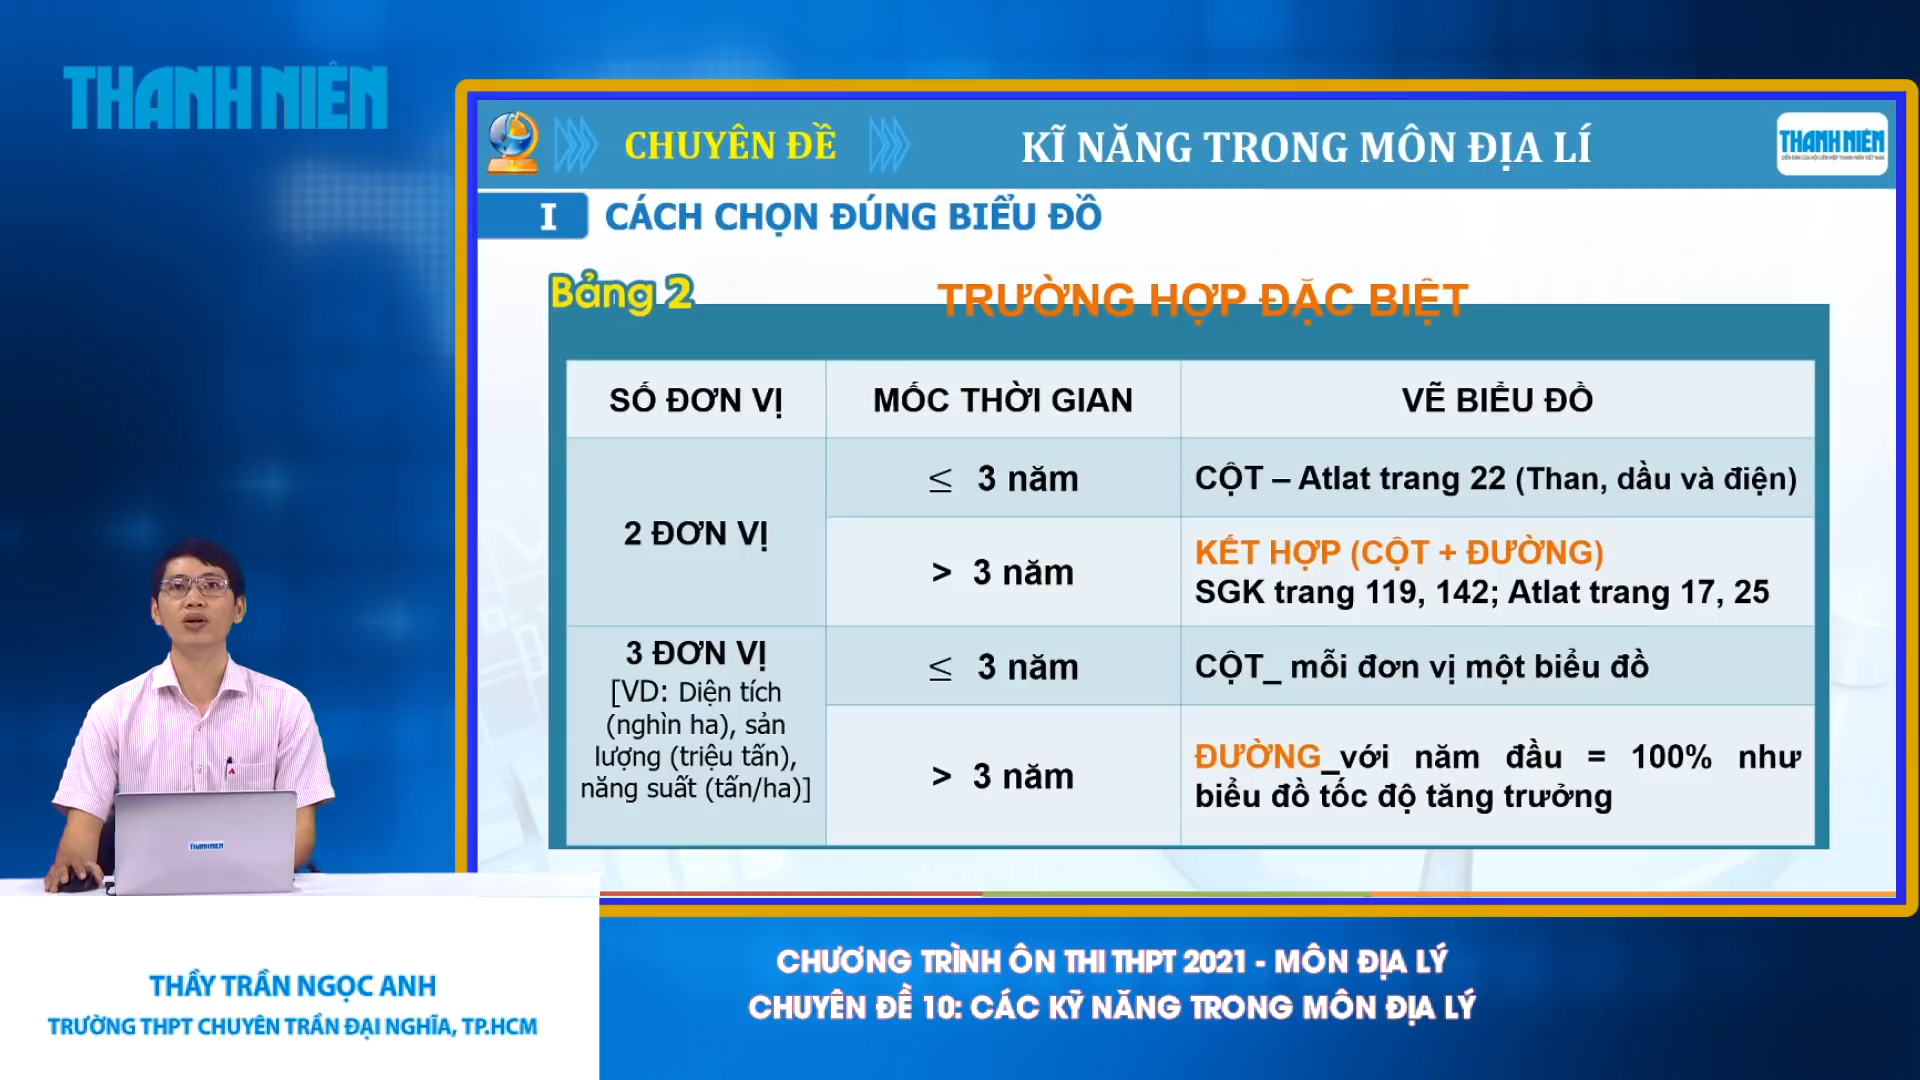 THANH NIÊN
CHUYÊN ĐỀ
KĨ NĂNG TRONG MÔN ĐỊA LÍ
THANH NIÊN
I
CÁCH CHỌN ĐÚNG BIỂU ĐỒ
Bảng 2
TRƯỜNG HỢP ĐẶC BIỆT
SỐ ĐƠN VỊ
MỐC THỜI GIAN
VẼ BIỂU ĐỒ
2 ĐƠN VỊ
≤ 3 năm
CỘT – Atlat trang 22 (Than, dầu và điện)
> 3 năm
KẾT HỢP (CỘT + ĐƯỜNG)
SGK trang 119, 142; Atlat trang 17, 25
3 ĐƠN VỊ
[VD: Diện tích
(nghìn ha), sản
lượng (triệu tấn),
năng suất (tấn/ha)]
≤ 3 năm
CỘT_ mỗi đơn vị một biểu đồ
> 3 năm
ĐƯỜNG_với năm đầu = 100% như
biểu đồ tốc độ tăng trưởng
THANH NIÊN
THẦY TRẦN NGỌC ANH
TRƯỜNG THPT CHUYÊN TRẦN ĐẠI NGHĨA, TP.HCM
CHƯƠNG TRÌNH ÔN THI THPT 2021 - MÔN ĐỊA LÝ
CHUYÊN ĐỀ 10: CÁC KỸ NĂNG TRONG MÔN ĐỊA LÝ